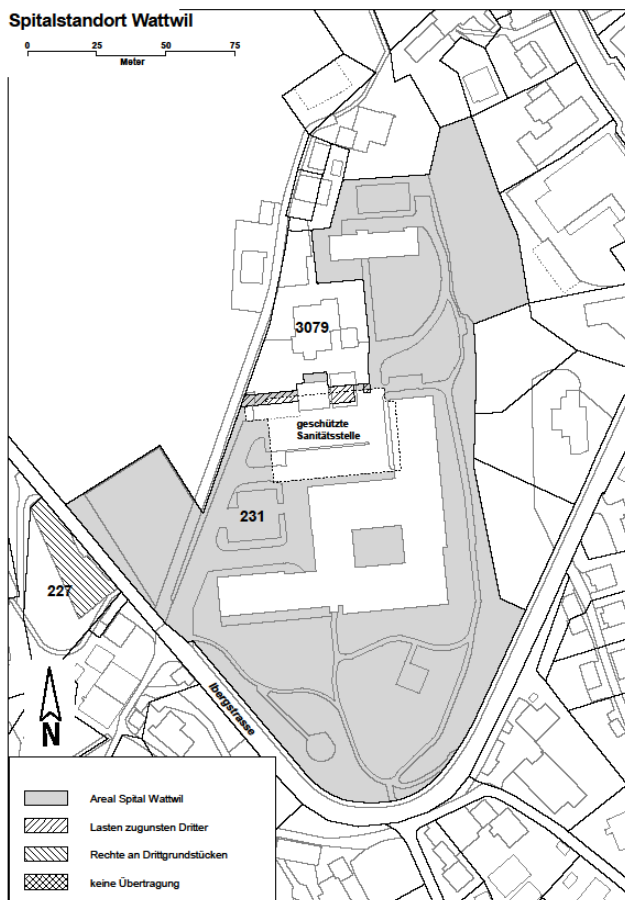 Spitalstandort Wattwil
0 25 50 75
Meter
3079
geschützte
Sanitätsstelle
231
227
Ibergstrasse
N
Areal Spital Wattwil
Lasten zugunsten Dritter
Rechte an Drittgrundstücken
keine Übertragung